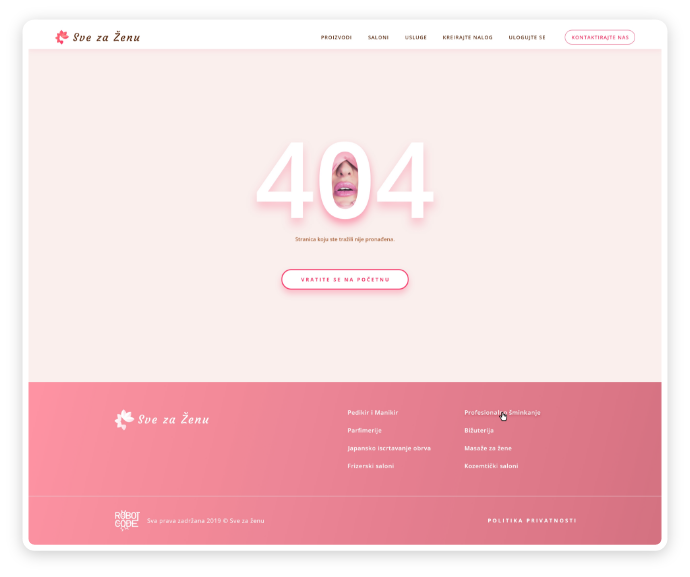 Sve za Ženu
PROIZVODI SALONI USLUGE KREIRAJTE NALOG ULOGUJTE SE KONTAKTIRAJTE NAS
404
Stranica koju ste tražili nije pronađena.
VRATITE SE NA POČETNU
Sve za Ženu
Pedikir i Manikir Profesionalno šminkanje
Parfimerije Bižuterija
Japansko iscrtavanje obrva Masaže za žene
Frizerski saloni Kozemtički saloni
ROBOT
CODE
Sva prava zadržana 2019 © Sve za ženu POLITIKA PRIVATNOSTI